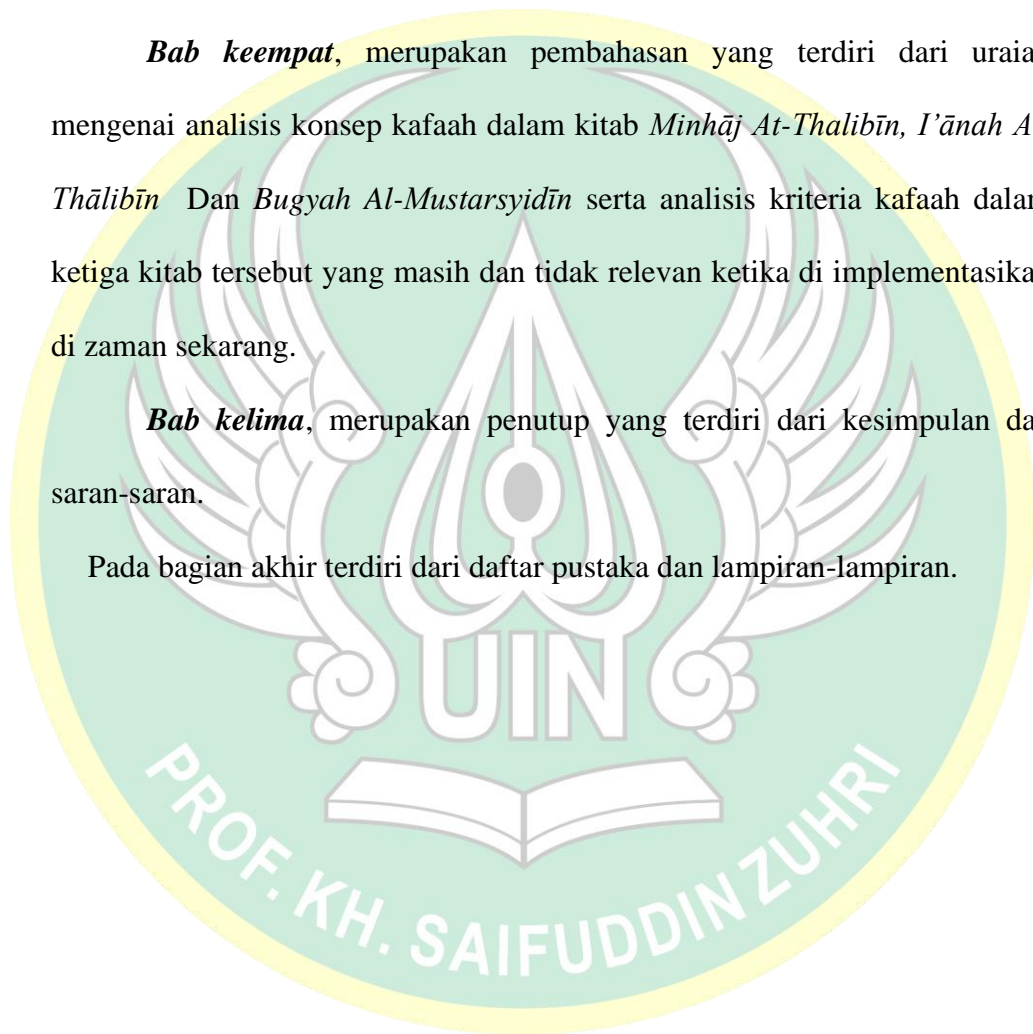 Bab keempat, merupakan pembahasan yang terdiri dari uraia
mengenai analisis konsep kafaah dalam kitab Minhāj At-Thalibīn, I’ānah A
Thālibīn Dan Bugyah Al-Mustarsyidīn serta analisis kriteria kafaah dala
ketiga kitab tersebut yang masih dan tidak relevan ketika di implementasika
di zaman sekarang.
Bab kelima, merupakan penutup yang terdiri dari kesimpulan da
saran-saran.
Pada bagian akhir terdiri dari daftar pustaka dan lampiran-lampiran.
UIN
PROF. KH. SAIFUDDIN ZUHRI